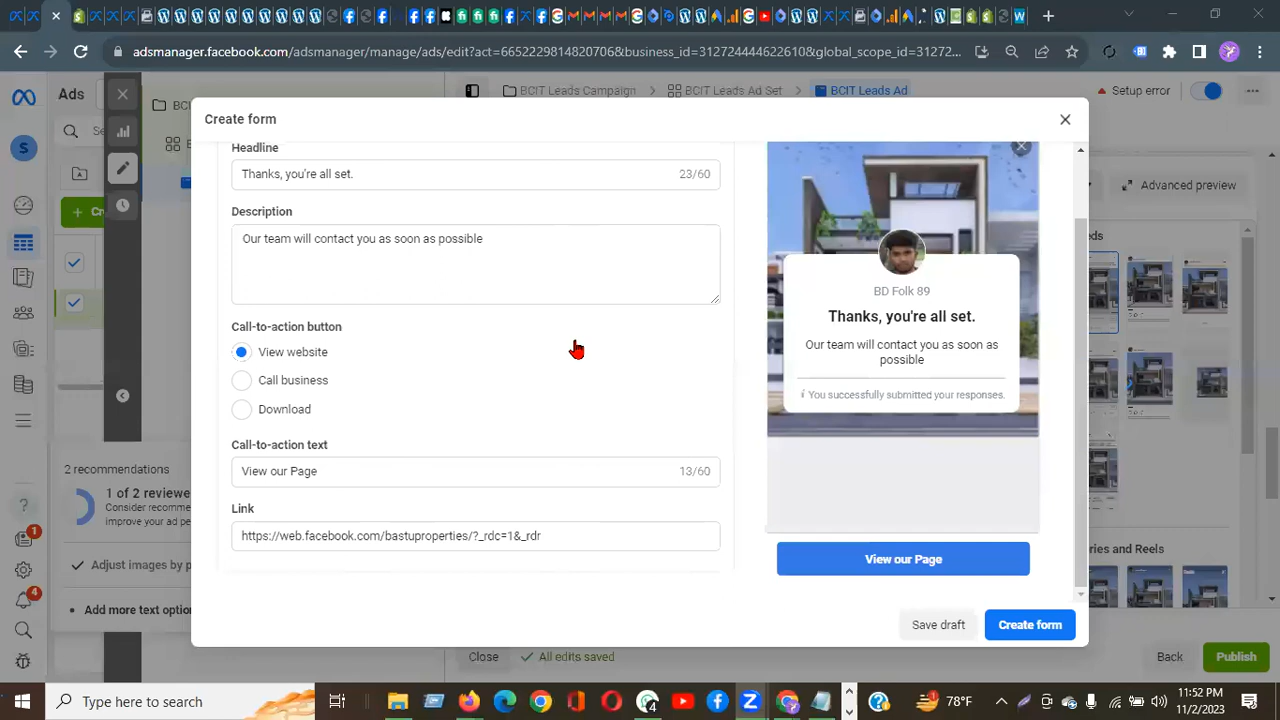 adsmanager.facebook.com/adsmanager/manage/ads/edit?act=6652229814820706&business_id=3127244446226610&global_scope_id=31272...
Ads
BCIT Leads Campaign
BCIT Leads Ad Set
BCIT Leads Ad
Setup error
Create form
Advanced preview
Headline
Thanks, you're all set.
23/60
Description
Our team will contact you as soon as possible
Call-to-action button
View website
Call business
Download
Call-to-action text
View our Page
13/60
Link
https://web.facebook.com/bastuproperties/?_rdc=1&_rdr
BD Folk 89
Thanks, you're all set.
Our team will contact you as soon as
possible
You successfully submitted your responses.
View our Page
Save draft
Create form
2 recommendations
1 of 2 reviewe
Consider recomme
improve your ad pe
Adjust images by p
Add more text optio
Close
All edits saved
Back
Publish
Type here to search
78°F
11:52 PM
11/2/2023